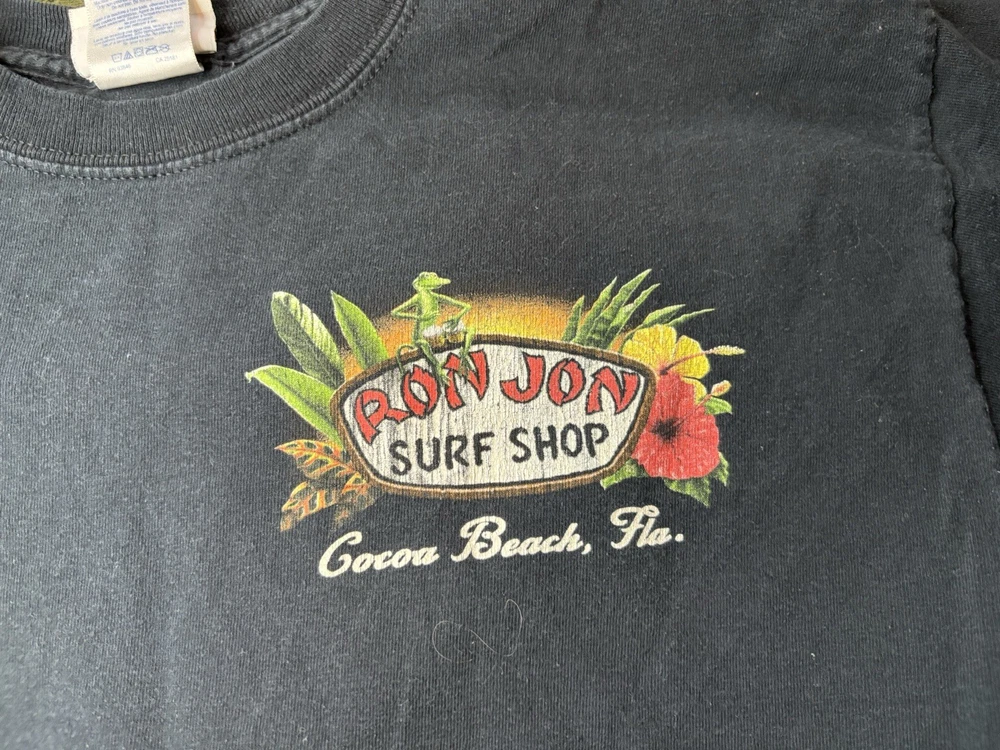 RON JON
SURF SHOP
Cocoa Beach, Fla.